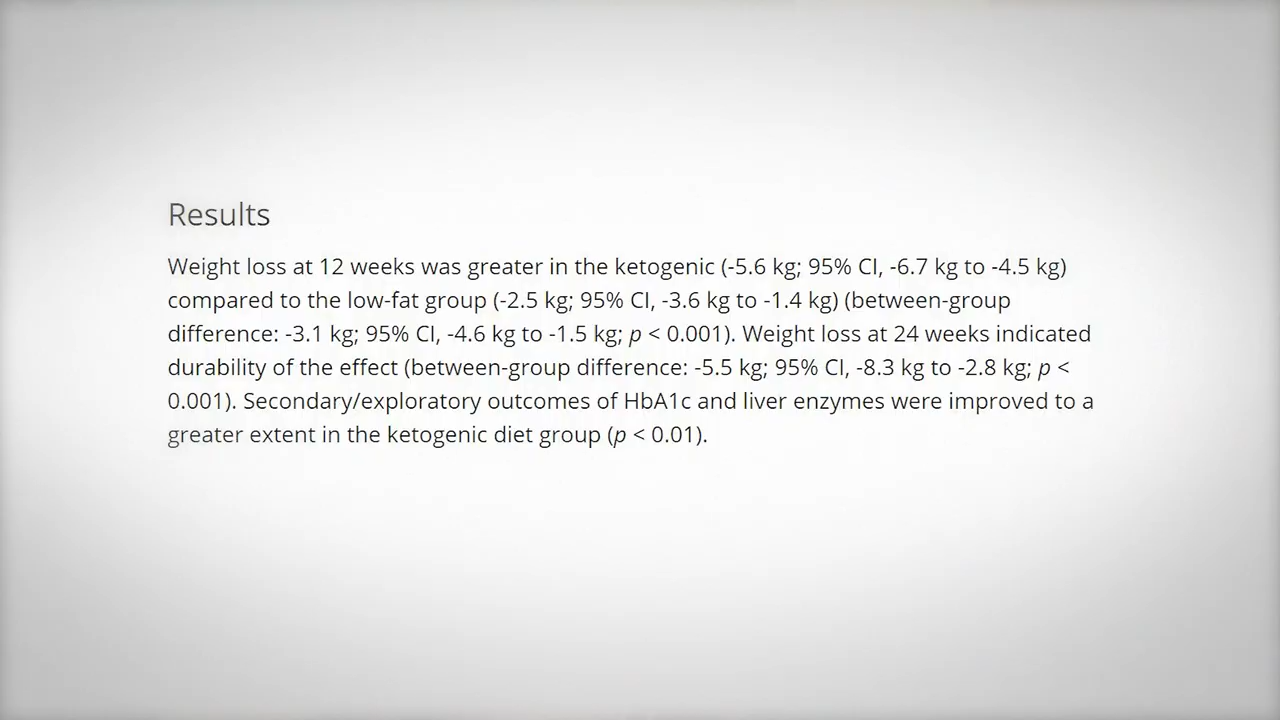 Results
Weight loss at 12 weeks was greater in the ketogenic (-5.6 kg; 95% CI, -6.7 kg to -4.5 kg)
compared to the low-fat group (-2.5 kg; 95% CI, -3.6 kg to -1.4 kg) (between-group
difference: -3.1 kg; 95% CI, -4.6 kg to -1.5 kg; p < 0.001). Weight loss at 24 weeks indicated
durability of the effect (between-group difference: -5.5 kg; 95% CI, -8.3 kg to -2.8 kg; p <
0.001). Secondary/exploratory outcomes of HbA1c and liver enzymes were improved to a
greater extent in the ketogenic diet group (p < 0.01).